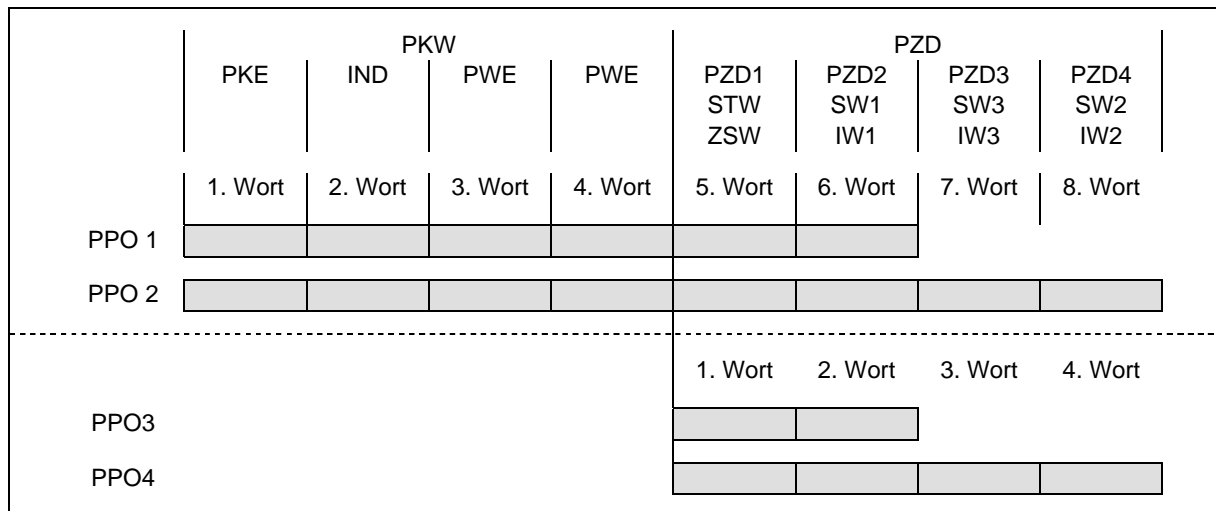 PKW PZD
PKE IND PWE PWE PZD1 PZD2 PZD3 PZD4
STW SW1 SW3 SW2
ZSW IW1 IW3 IW2
1. Wort 2. Wort 3. Wort 4. Wort 5. Wort 6. Wort 7. Wort 8. Wort
PPO 1
PPO 2
1. Wort 2. Wort 3. Wort 4. Wort
PPO3
PPO4